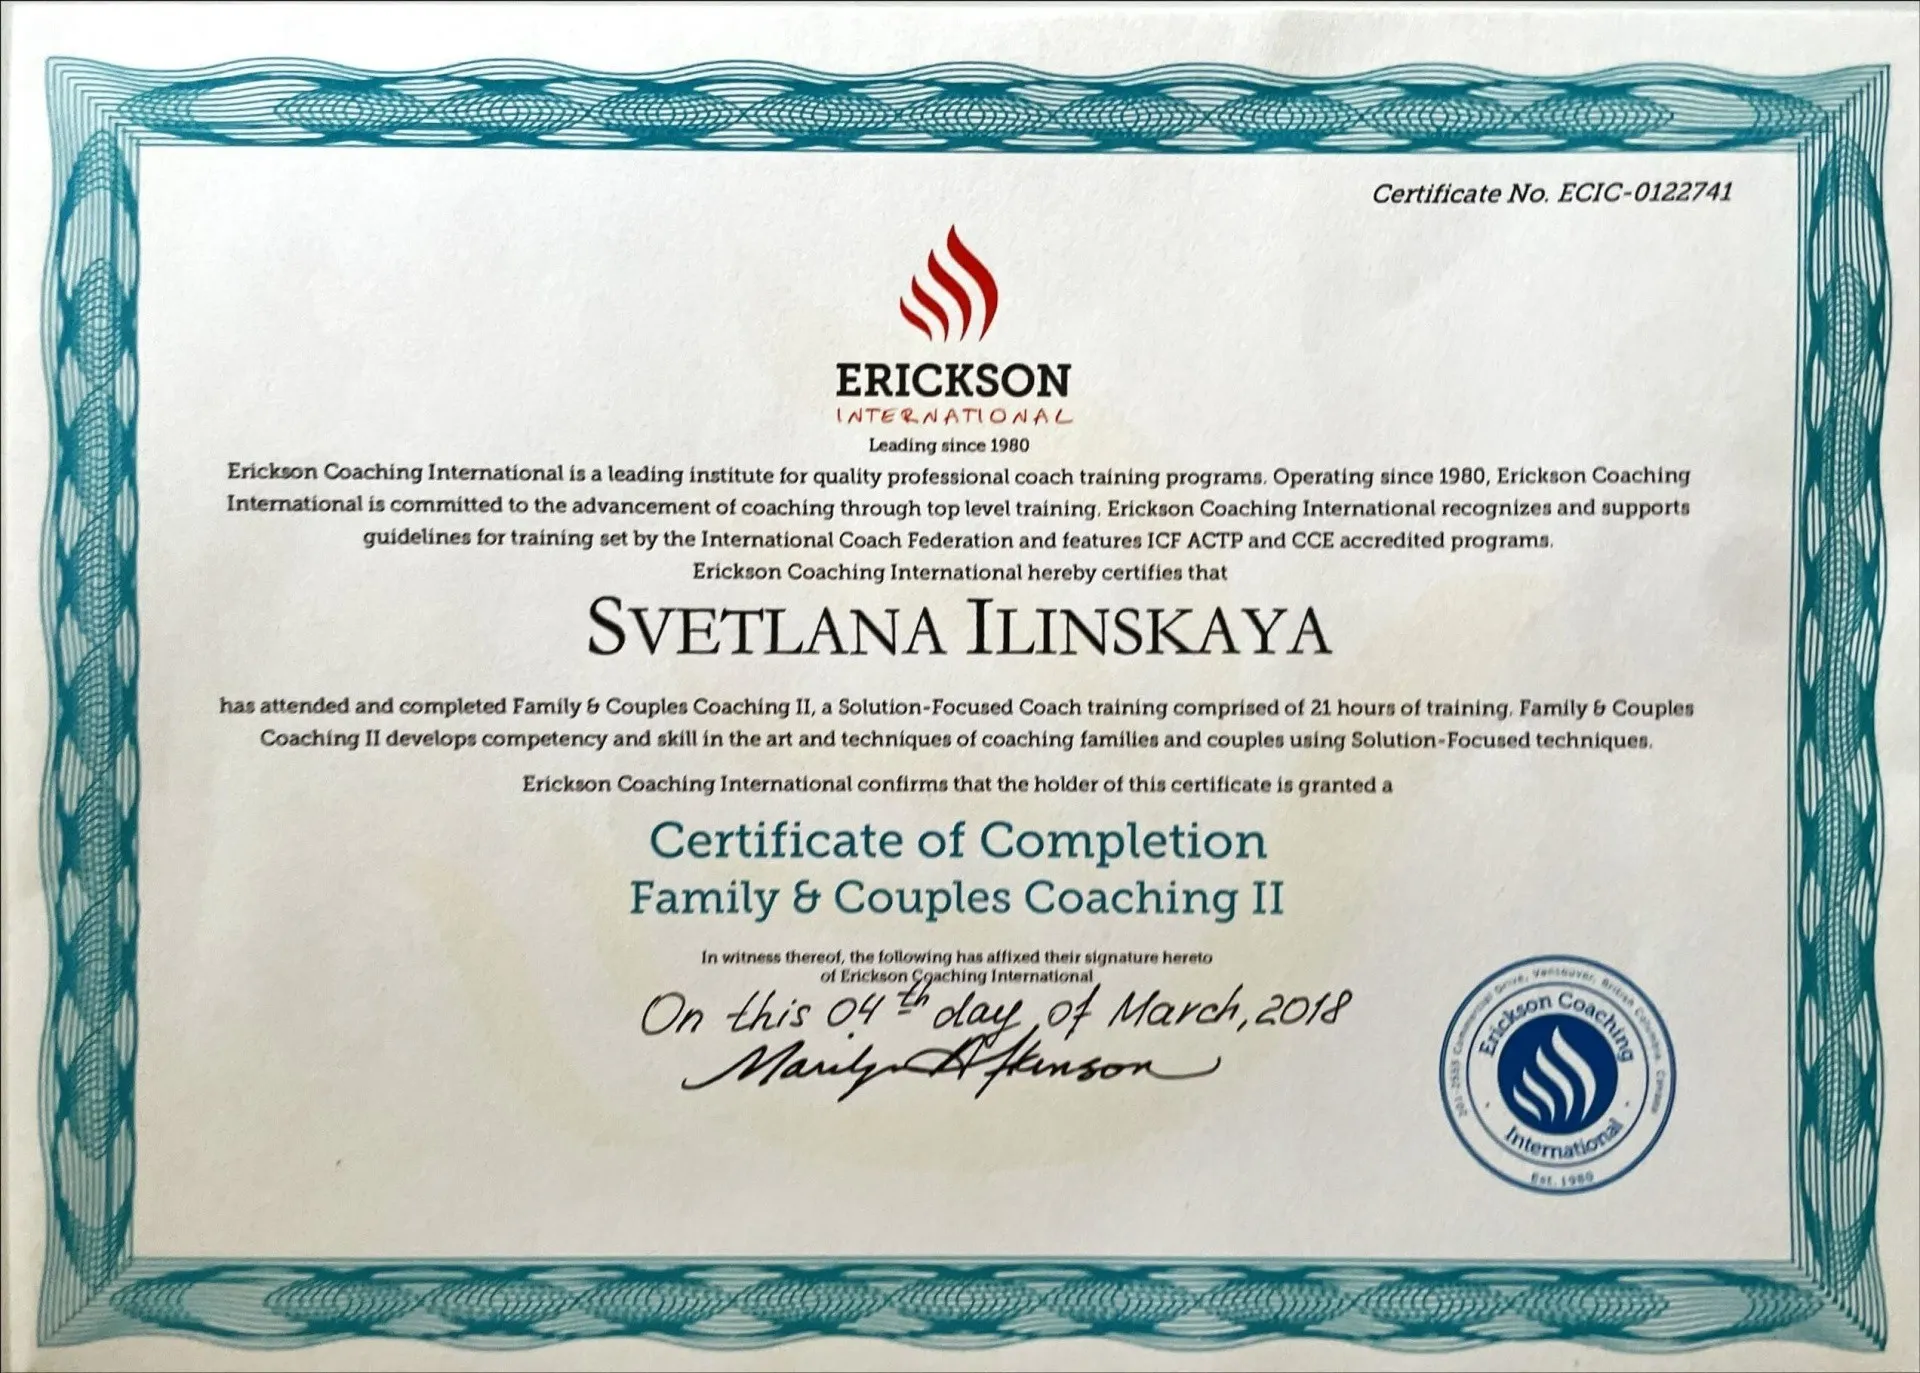 Certificate No. ECIC-0122741
ERICKSON
INTERNATIONAL
Leading since 1980
Erickson Coaching International is a leading institute for quality professional coach training programs. Operating since 1980, Erickson Coaching
International is committed to the advancement of coaching through top level training. Erickson Coaching International recognizes and supports
guidelines for training set by the International Coach Federation and features ICF ACTP and CCE accredited programs.
Erickson Coaching International hereby certifies that
SVETLANA ILINSKAYA
has attended and completed Family & Couples Coaching II, a Solution-Focused Coach training comprised of 21 hours of training. Family & Couples
Coaching II develops competency and skill in the art and techniques of coaching families and couples using Solution-Focused techniques.
Erickson Coaching International confirms that the holder of this certificate is granted a
Certificate of Completion
Family & Couples Coaching II
In witness thereof, the following has affixed their signature hereto
of Erickson Coaching International
On this 04th day of March, 2018
Marilyn Atkinson
Drive, Vancouver, British Columbia, Canada
Erickson Coaching
International
Est. 1980